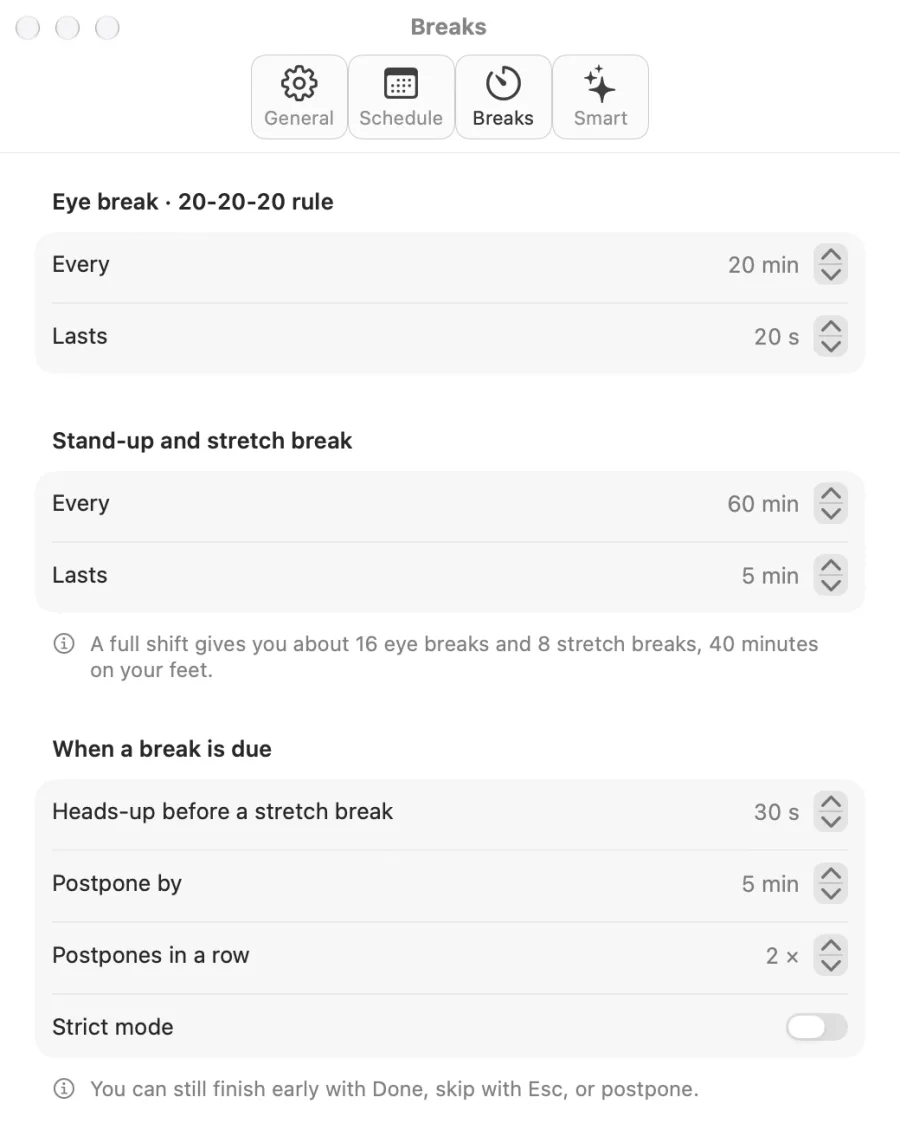 Breaks
General
Schedule
Breaks
Smart
Eye break · 20-20-20 rule
Every
20 min
Lasts
20 s
Stand-up and stretch break
Every
60 min
Lasts
5 min
A full shift gives you about 16 eye breaks and 8 stretch breaks, 40 minutes
on your feet.
When a break is due
Heads-up before a stretch break
30 s
Postpone by
5 min
Postpones in a row
2 ×
Strict mode
You can still finish early with Done, skip with Esc, or postpone.